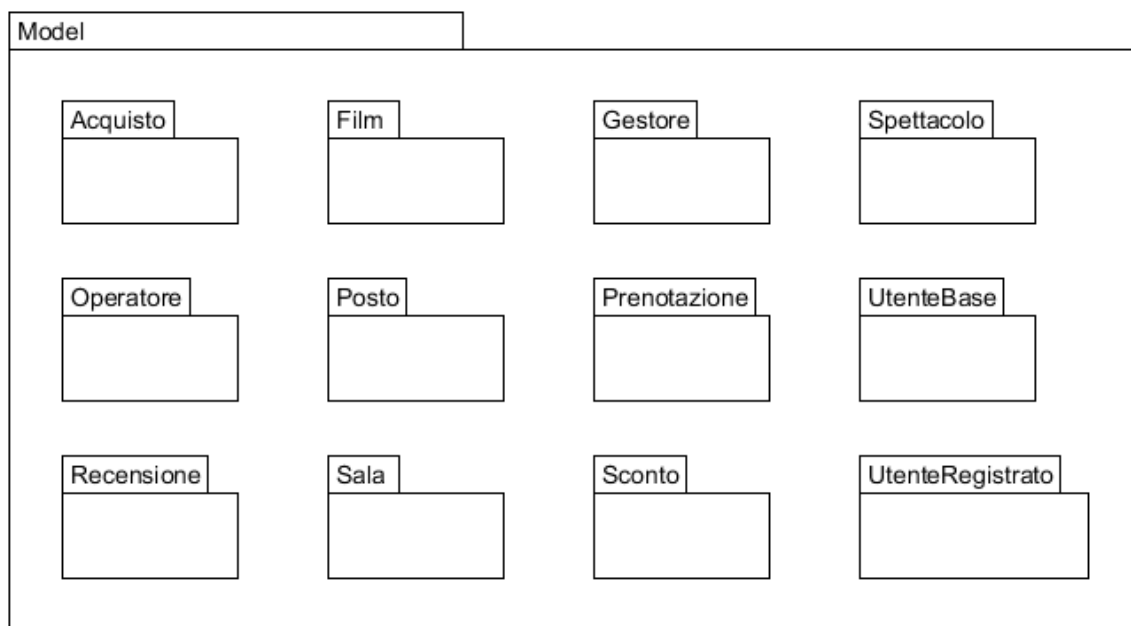 Model
Acquisto
Film
Gestore
Spettacolo
Operatore
Posto
Prenotazione
UtenteBase
Recensione
Sala
Sconto
UtenteRegistrato